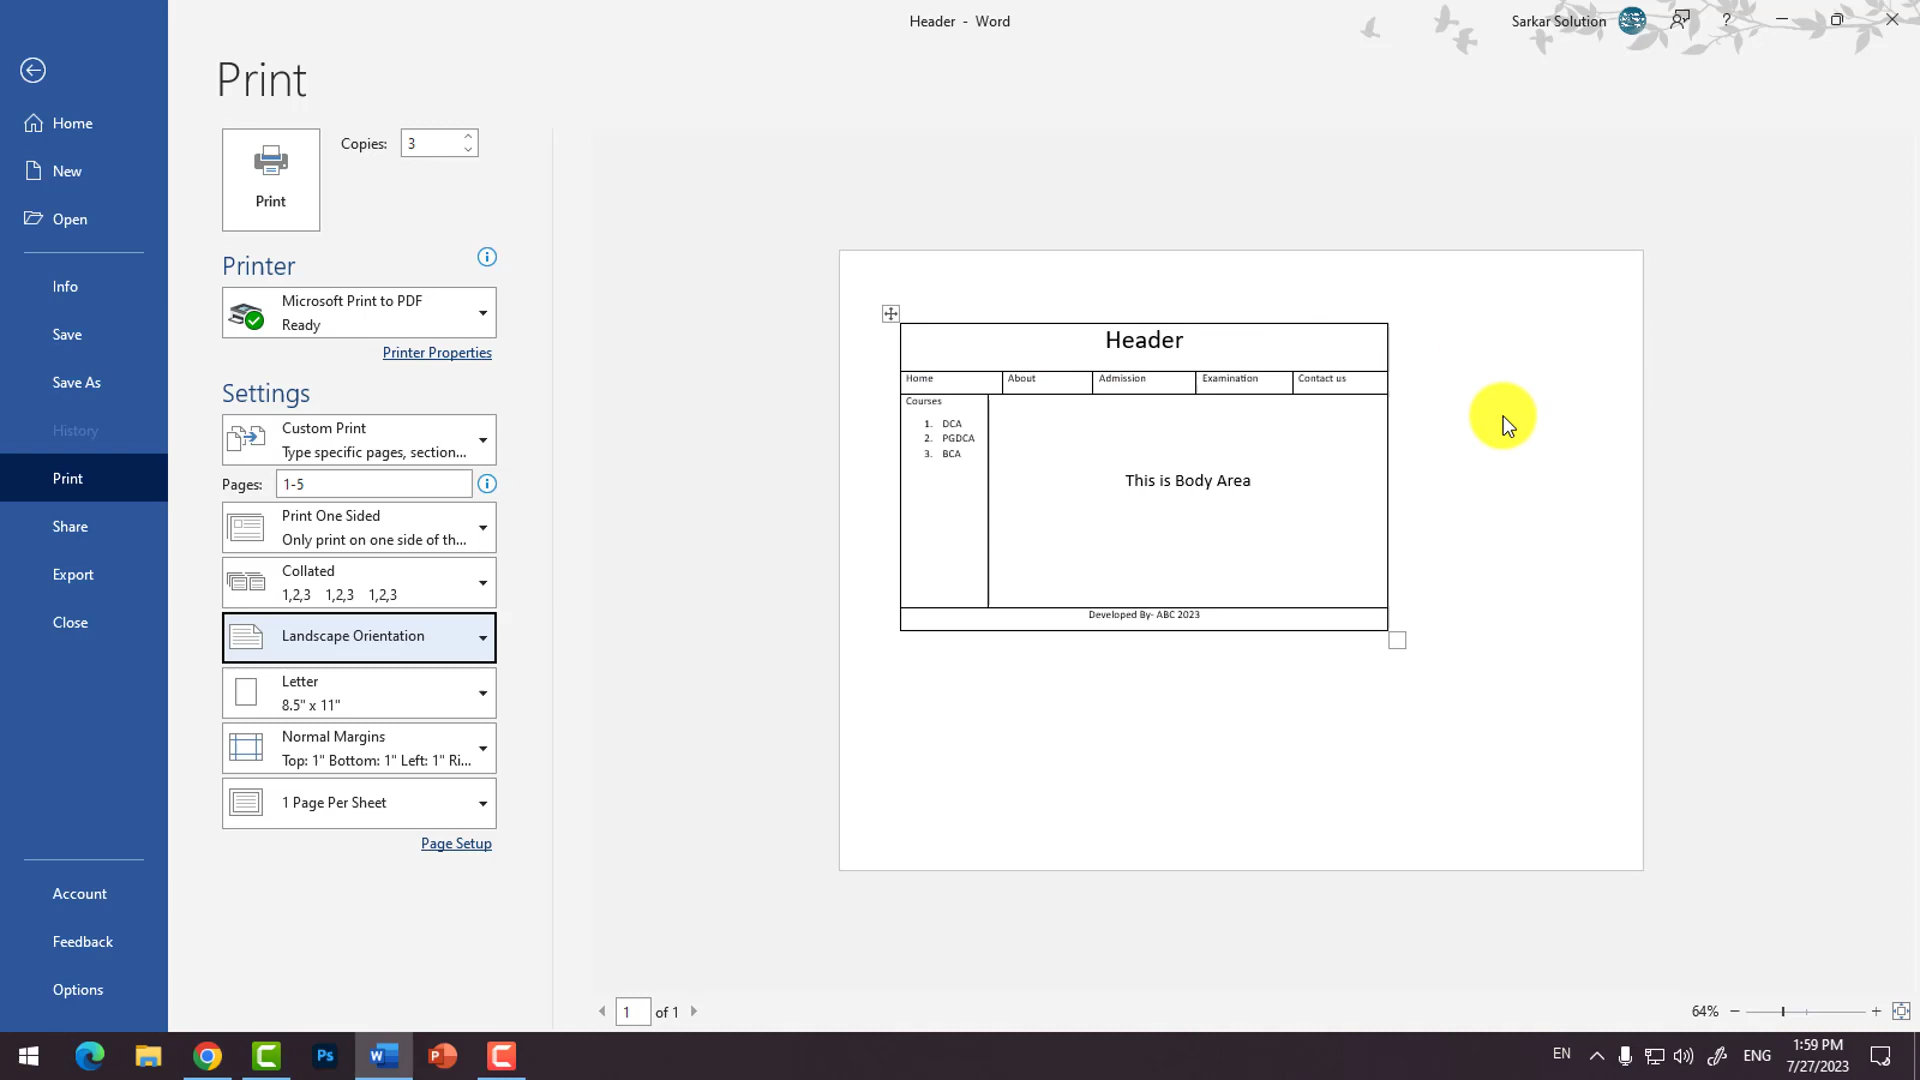 Header - Word
Sarkar Solution
?
Print
Home
New
Open
Info
Save
Save As
History
Print
Share
Export
Close
Account
Feedback
Options
Print
Copies: 3
Printer
Microsoft Print to PDF
Ready
Printer Properties
Settings
Custom Print
Type specific pages, section...
Pages: 1-5
Print One Sided
Only print on one side of th...
Collated
1,2,3 1,2,3 1,2,3
Landscape Orientation
Letter
8.5" x 11"
Normal Margins
Top: 1" Bottom: 1" Left: 1" Ri...
1 Page Per Sheet
Page Setup
Header
Home About Admission Examination Contact us
Courses
1. DCA
2. PGDCA
3. BCA
This is Body Area
Developed By- ABC 2023
1 of 1
64%
Ps
EN
ENG
1:59 PM
7/27/2023